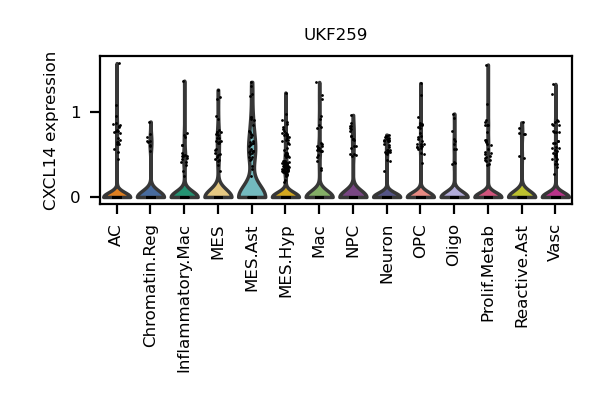 UKF259
CXCL14 expression
1
0
AC
Chromatin.Reg
Inflammatory.Mac
MES
MES.Ast
MES.Hyp
Mac
NPC
Neuron
OPC
Oligo
Prolif.Metab
Reactive.Ast
Vasc